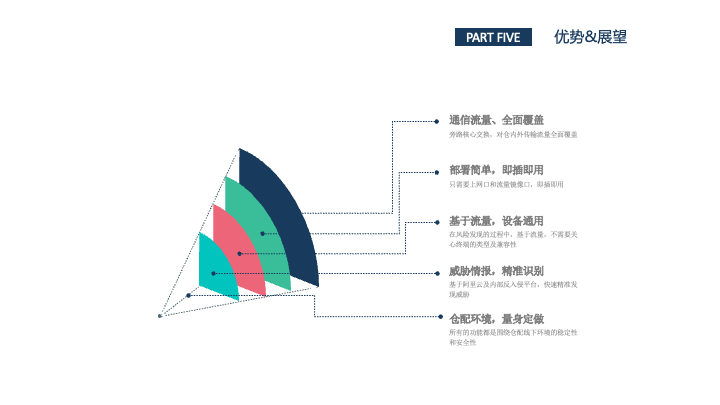 PART FIVE
优势&展望
通信流量、全面覆盖
旁路核心交换，对仓内外传输流量全面覆盖
部署简单，即插即用
只需要上网口和流量镜像口，即插即用
基于流量，设备通用
在风险发现的过程中，基于流量，不需要关
心终端的类型及兼容性
威胁情报，精准识别
基于阿里云及内部反入侵平台，快速精准发
现威胁
仓配环境，量身定做
所有的功能都是围绕仓配线下环境的稳定性
和安全性